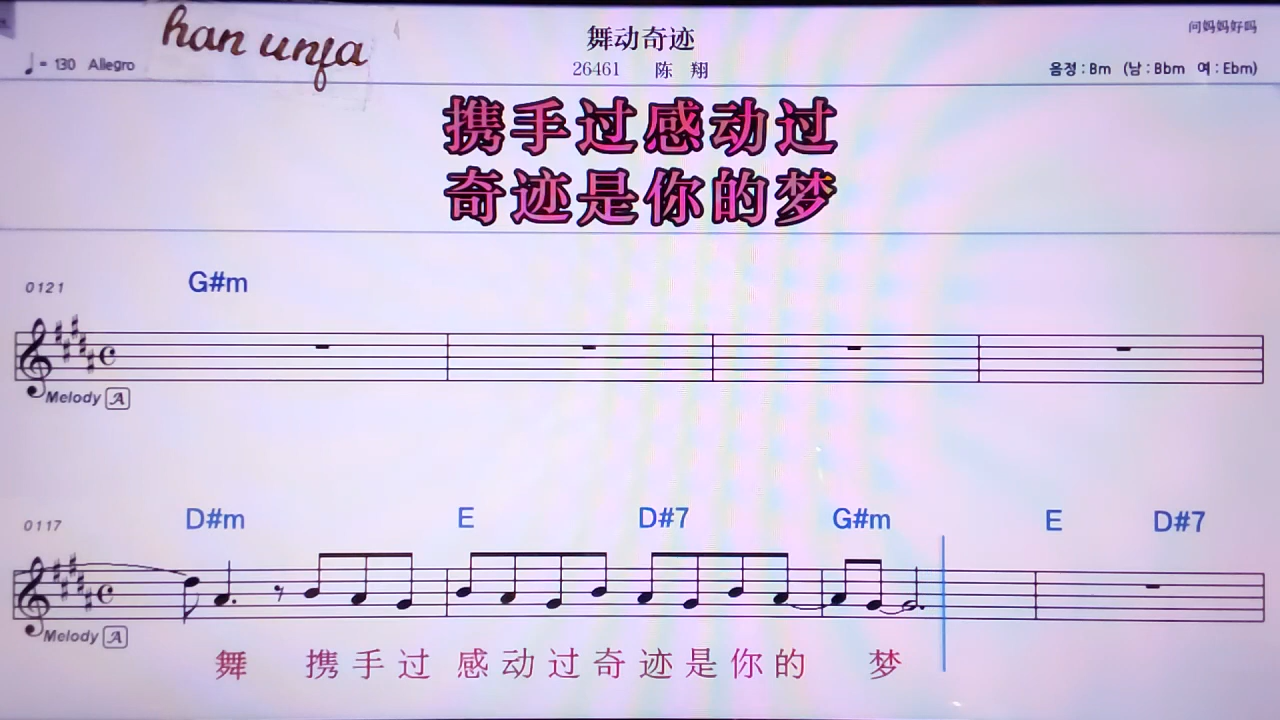 han unfa
舞动奇迹
问妈妈好吗
♩= 130 Allegro
26461 陈 翔
음정 : Bm (남 : Bbm 여 : Ebm)
携手过感动过
奇迹是你的梦
0121 G#m
Melody A
0117 D#m E D#7 G#m E D#7
Melody A
舞 携手过 感动过奇迹是你的 梦